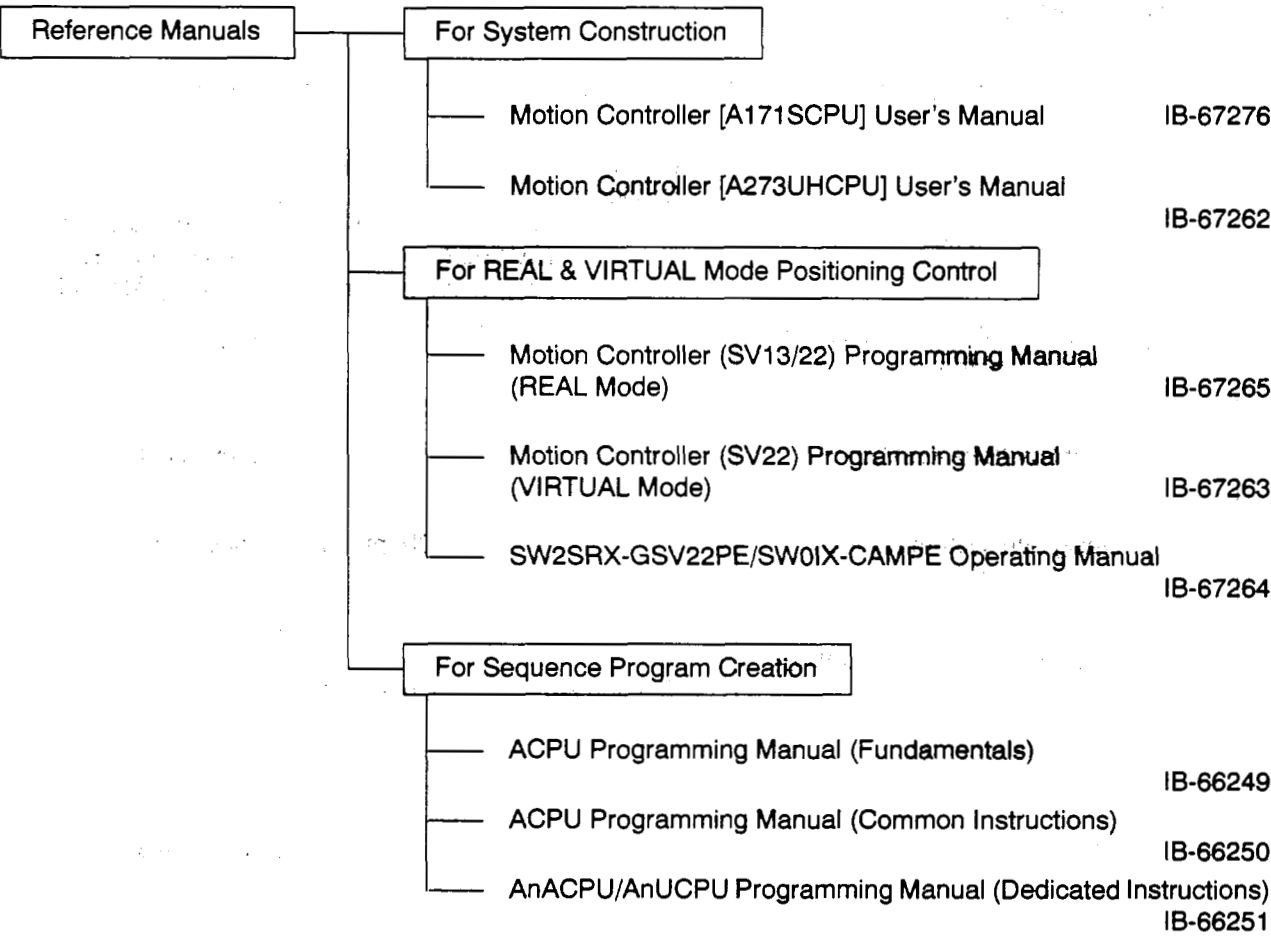 Reference Manuals
For System Construction
Motion Controller [A171SCPU] User's Manual IB-67276
Motion Controller [A273UHCPU] User's Manual
IB-67262
For REAL & VIRTUAL Mode Positioning Control
Motion Controller (SV13/22) Programming Manual
(REAL Mode) IB-67265
Motion Controller (SV22) Programming Manual
(VIRTUAL Mode) IB-67263
SW2SRX-GSV22PE/SW0IX-CAMPE Operating Manual
IB-67264
For Sequence Program Creation
ACPU Programming Manual (Fundamentals)
IB-66249
ACPU Programming Manual (Common Instructions)
IB-66250
AnACPU/AnUCPU Programming Manual (Dedicated Instructions)
IB-66251